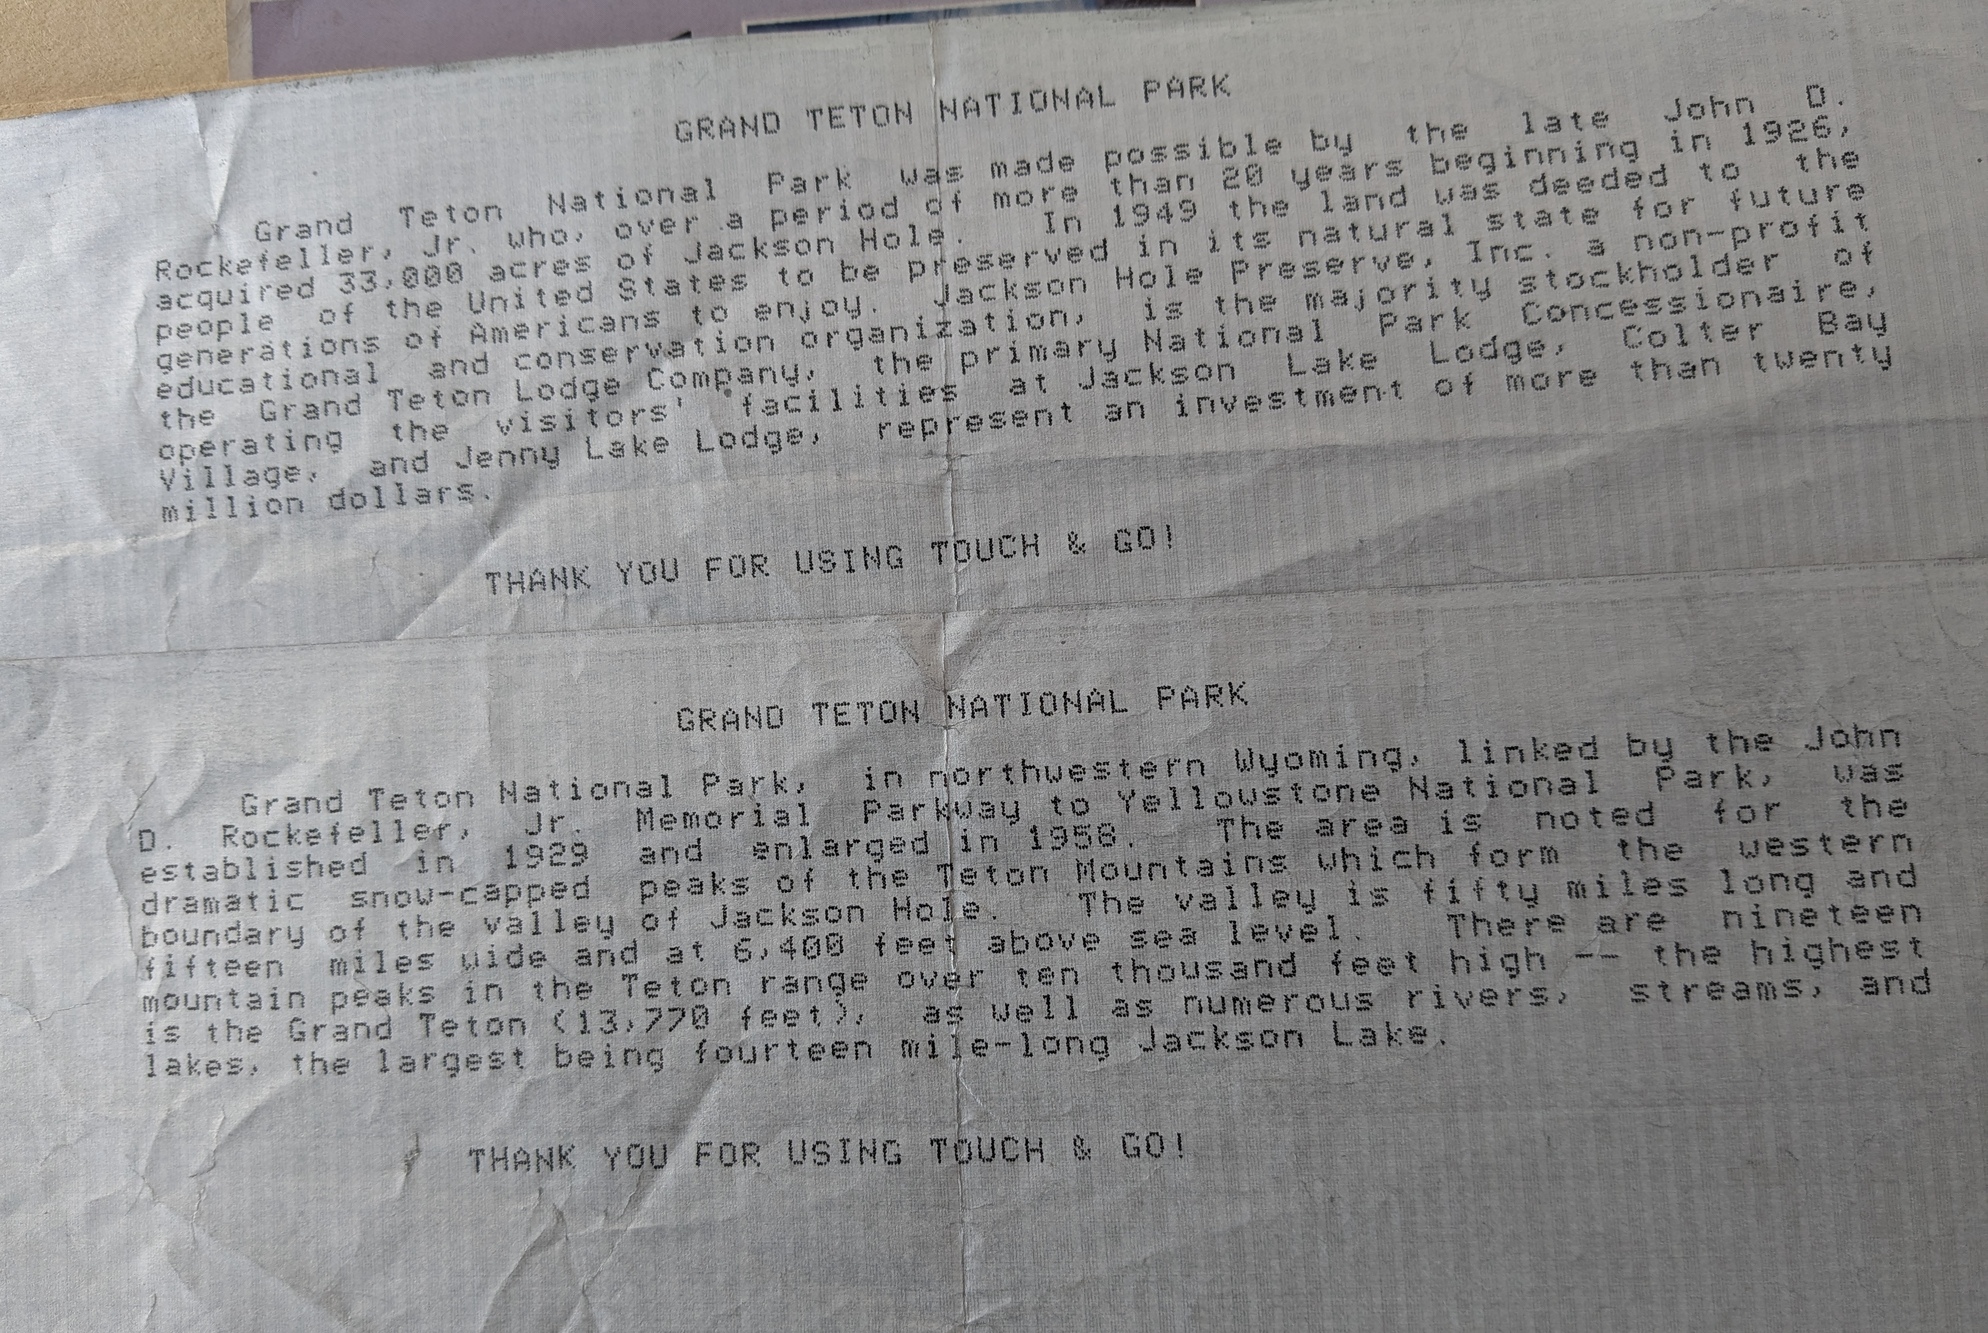 GRAND TETON NATIONAL PARK
Grand Teton National Park was made possible by the late John D.
Rockefeller, Jr. who, over a period of more than 20 years beginning in 1926,
acquired 33,000 acres of Jackson Hole. In 1949 the land was deeded to the
people of the United States to be preserved in its natural state for future
generations of Americans to enjoy. Jackson Hole Preserve, Inc. a non-profit
educational and conservation organization, is the majority stockholder of
the Grand Teton Lodge Company, the primary National Park Concessionaire,
operating the visitors' facilities at Jackson Lake Lodge, Colter Bay
Village, and Jenny Lake Lodge, represent an investment of more than twenty
million dollars.
THANK YOU FOR USING TOUCH & GO!
GRAND TETON NATIONAL PARK
Grand Teton National Park, in northwestern Wyoming, linked by the John
D. Rockefeller, Jr. Memorial Parkway to Yellowstone National Park, was
established in 1929 and enlarged in 1958. The area is noted for the
dramatic snow-capped peaks of the Teton Mountains which form the western
boundary of the valley of Jackson Hole. The valley is fifty miles long and
fifteen miles wide and at 6,400 feet above sea level. There are nineteen
mountain peaks in the Teton range over ten thousand feet high -- the highest
is the Grand Teton (13,770 feet), as well as numerous rivers, streams, and
lakes, the largest being fourteen mile-long Jackson Lake.
THANK YOU FOR USING TOUCH & GO!